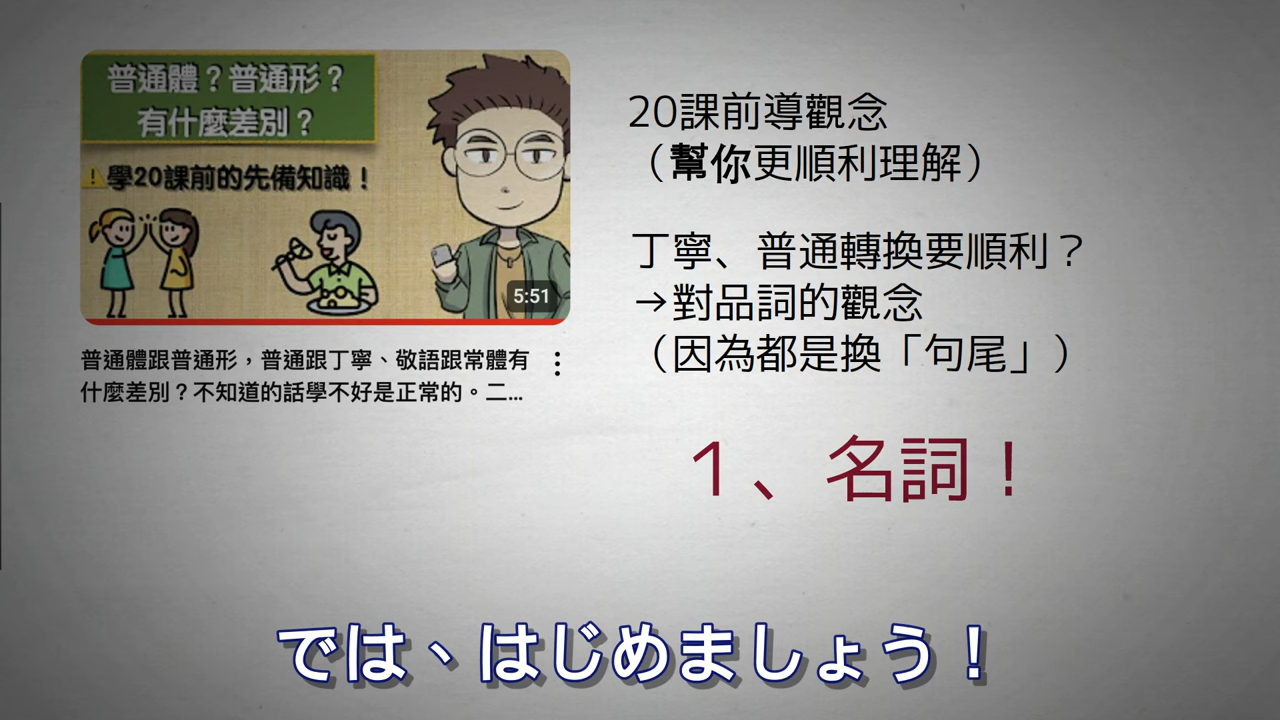 普通體？普通形？
有什麼差別？
！學20課前的先備知識！
5:51
普通體跟普通形，普通跟丁寧、敬語跟常體有
什麼差別？不知道的話學不好是正常的。二...
20課前導觀念
（幫你更順利理解）
丁寧、普通轉換要順利？
→對品詞的觀念
（因為都是換「句尾」）
１、名詞！
では、はじめましょう！